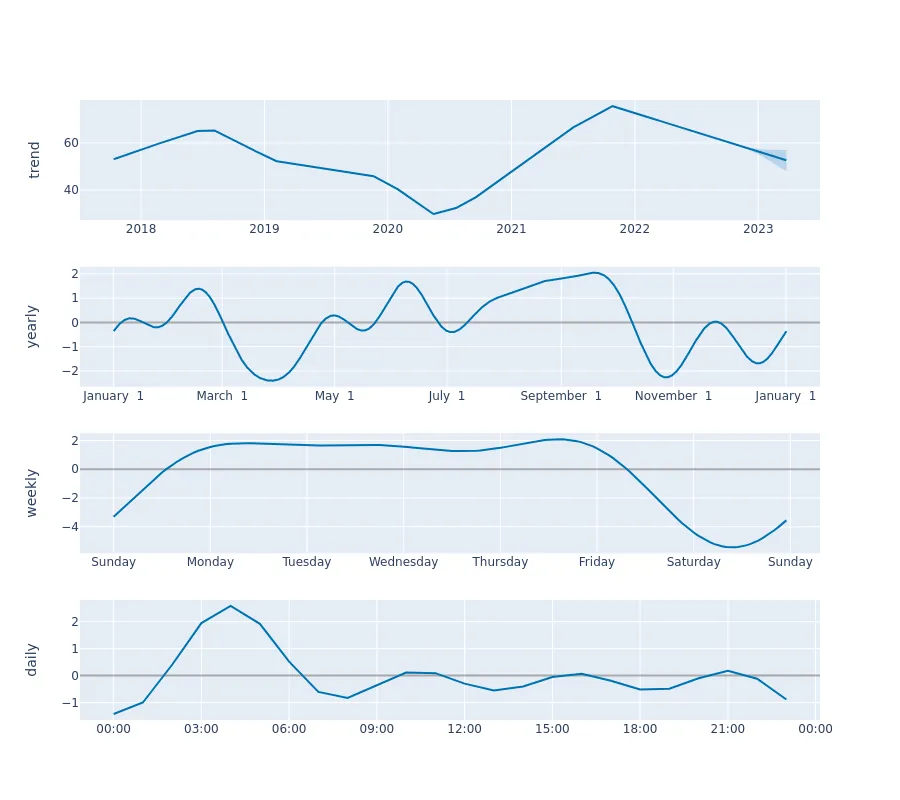 trend
60
40
2018 2019 2020 2021 2022 2023
yearly
2
1
0
−1
−2
January 1 March 1 May 1 July 1 September 1 November 1 January 1
weekly
2
0
−2
−4
Sunday Monday Tuesday Wednesday Thursday Friday Saturday Sunday
daily
2
1
0
−1
00:00 03:00 06:00 09:00 12:00 15:00 18:00 21:00 00:00